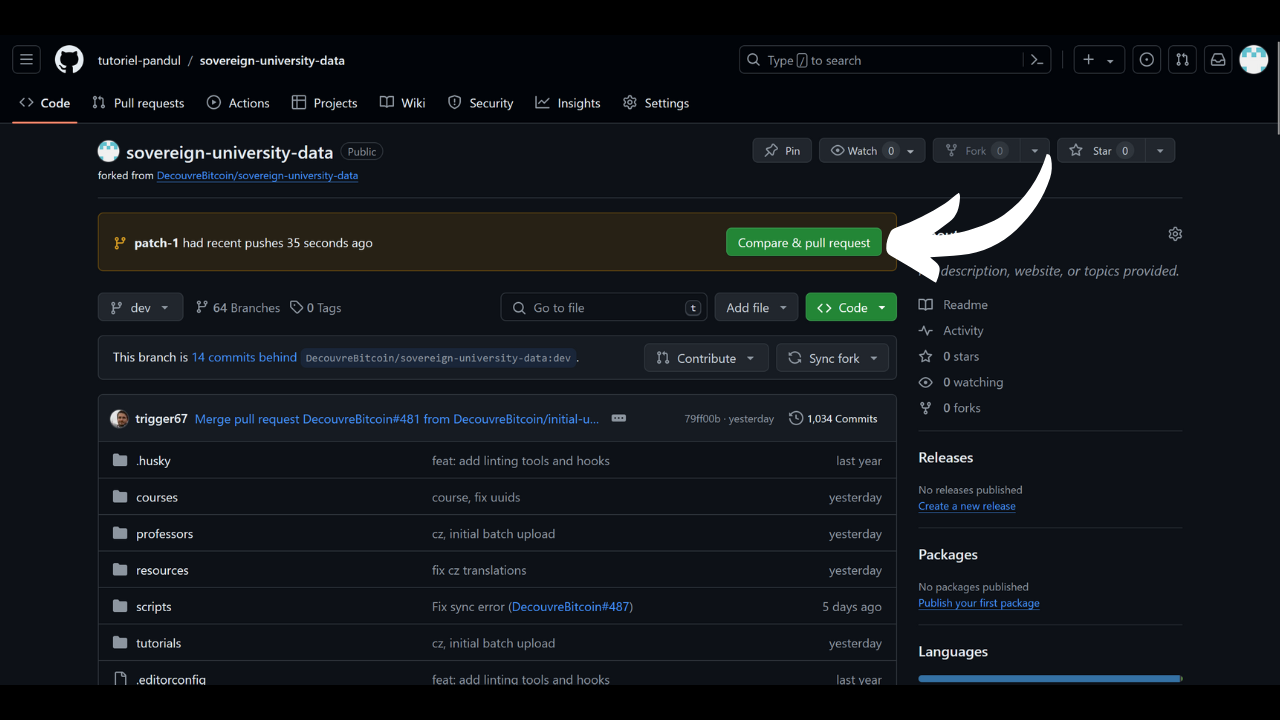 tutoriel-pandul / sovereign-university-data
Type / to search
Code Pull requests Actions Projects Wiki Security Insights Settings
sovereign-university-data Public
Pin Watch 0 Fork 0 Star 0
forked from DecouvreBitcoin/sovereign-university-data
patch-1 had recent pushes 35 seconds ago
Compare & pull request
description, website, or topics provided.
dev 64 Branches 0 Tags
Go to file t
Add file
Code
Readme
Activity
0 stars
0 watching
0 forks
This branch is 14 commits behind DecouvreBitcoin/sovereign-university-data:dev .
Contribute
Sync fork
trigger67 Merge pull request DecouvreBitcoin#481 from DecouvreBitcoin/initial-u... 79ff00b · yesterday 1,034 Commits
.husky feat: add linting tools and hooks last year
courses course, fix uuids yesterday
professors cz, initial batch upload yesterday
resources fix cz translations yesterday
scripts Fix sync error (DecouvreBitcoin#487) 5 days ago
tutorials cz, initial batch upload yesterday
.editorconfig feat: add linting tools and hooks last year
Releases
No releases published
Create a new release
Packages
No packages published
Publish your first package
Languages